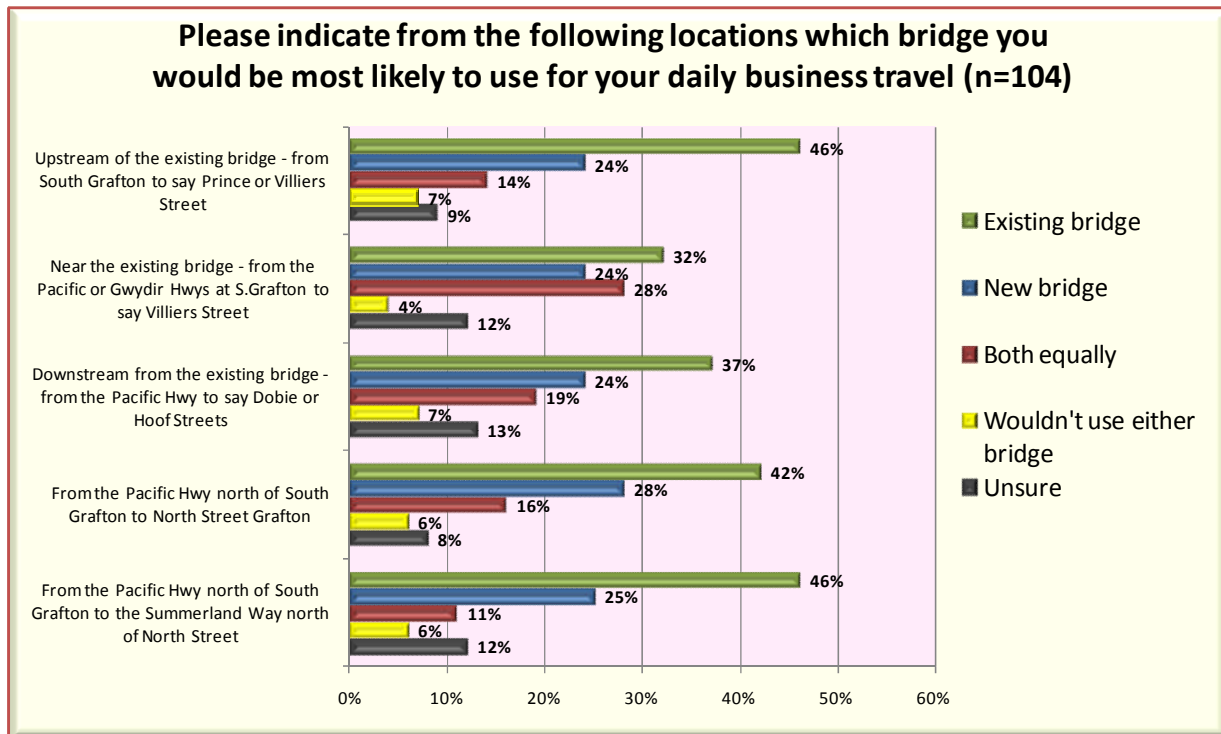 Please indicate from the following locations which bridge you
would be most likely to use for your daily business travel (n=104)
Upstream of the existing bridge - from
South Grafton to say Prince or Villiers
Street
46%
24%
14%
7%
9%
Near the existing bridge - from the
Pacific or Gwydir Hwys at S.Grafton to
say Villiers Street
32%
24%
28%
4%
12%
Downstream from the existing bridge -
from the Pacific Hwy to say Dobie or
Hoof Streets
37%
24%
19%
7%
13%
From the Pacific Hwy north of South
Grafton to North Street Grafton
42%
28%
16%
6%
8%
From the Pacific Hwy north of South
Grafton to the Summerland Way north
of North Street
46%
25%
11%
6%
12%
0%
10%
20%
30%
40%
50%
60%
Existing bridge
New bridge
Both equally
Wouldn't use either
bridge
Unsure